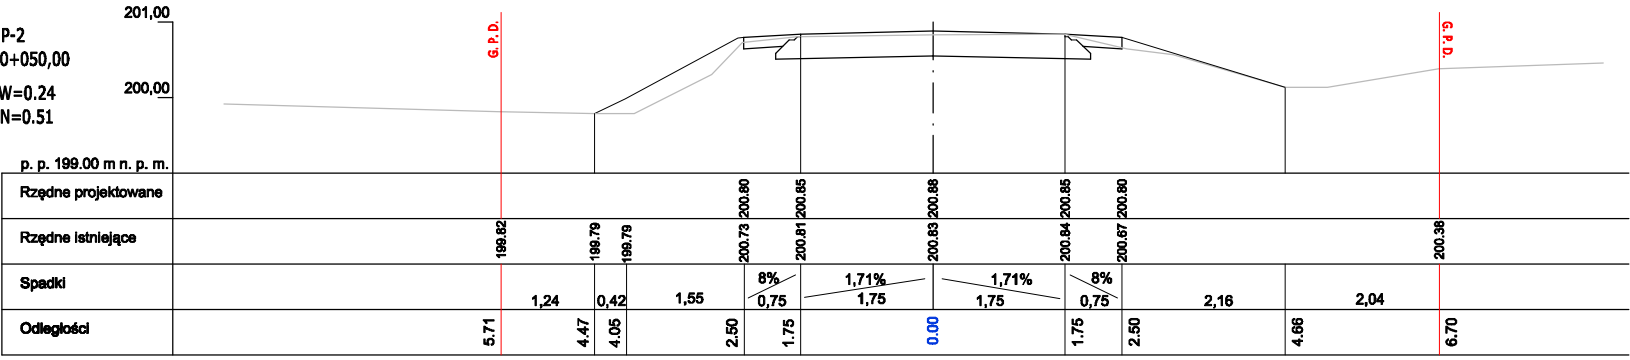 201,00
P-2
0+050,00
W=0.24
N=0.51
200,00
G. P. D.
G. P. D.
p. p. 199.00 m n. p. m.
Rzędne projektowane
200.80 200.85 200.88 200.85 200.80
Rzędne istniejące
199.82 199.79 199.79 200.73 200.81 200.83 200.84 200.67 200.38
Spadki
8% 1,71% 1,71% 8%
1,24 0,42 1,55 0,75 1,75 1,75 0,75 2,16 2,04
Odległości
5.71 4.47 4.05 2.50 1.75 0.00 1.75 2.50 4.66 6.70